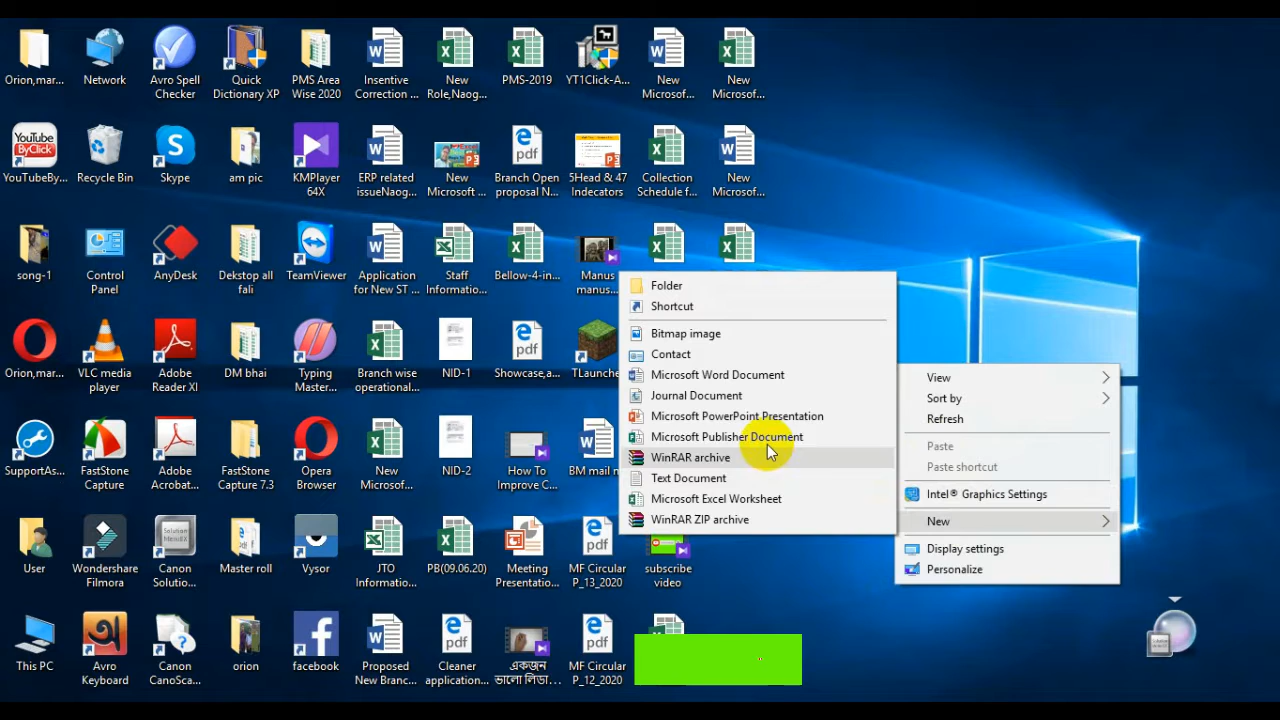 Orion,mar...
Network
Avro Spell
Checker
Quick
Dictionary XP
PMS Area
Wise 2020
Insentive
Correction ...
New
Role,Naog...
PMS-2019
YT1Click-A...
New
Microsof...
New
Microsof...
YouTube
By Click
YouTubeBy...
Recycle Bin
Skype
am pic
KMPlayer
64X
ERP related
issueNaog...
New
Microsoft ...
pdf
Branch Open
proposal N...
5Head & 47
Indecators
Collection
Schedule f...
New
Microsof...
song-1
Control
Panel
AnyDesk
Dekstop all
fali
TeamViewer
Application
for New ST ...
Staff
Informatio...
Bellow-4-in...
Manus
manus...
Orion,mar...
VLC media
player
Adobe
Reader XI
DM bhai
Typing
Master...
Branch wise
operational...
NID-1
pdf
Showcase,a...
TLaunche
SupportAs...
FastStone
Capture
Adobe
Acrobat...
FastStone
Capture 7.3
Opera
Browser
New
Microsof...
NID-2
How To
Improve C...
BM mail n
User
Wondershare
Filmora
Canon
Solutio...
Master roll
Vysor
JTO
Informatio...
PB(09.06.20)
Meeting
Presentatio...
pdf
MF Circular
P_13_2020
subscribe
video
This PC
Avro
Keyboard
Canon
CanoSca...
orion
facebook
Proposed
New Branc...
pdf
Cleaner
application...
একজন
ভালো লিডা...
pdf
MF Circular
P_12_2020
Folder
Shortcut
Bitmap image
Contact
Microsoft Word Document
Journal Document
Microsoft PowerPoint Presentation
Microsoft Publisher Document
WinRAR archive
Text Document
Microsoft Excel Worksheet
WinRAR ZIP archive
View
Sort by
Refresh
Paste
Paste shortcut
Intel® Graphics Settings
New
Display settings
Personalize